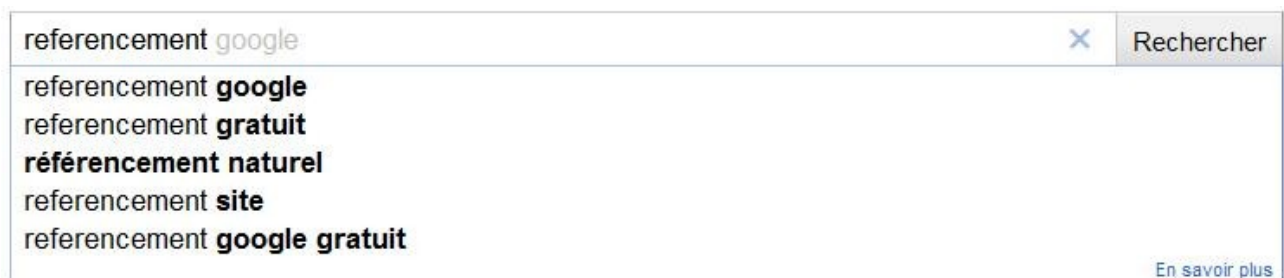 referencement google Rechercher
referencement google
referencement gratuit
référencement naturel
referencement site
referencement google gratuit
En savoir plus